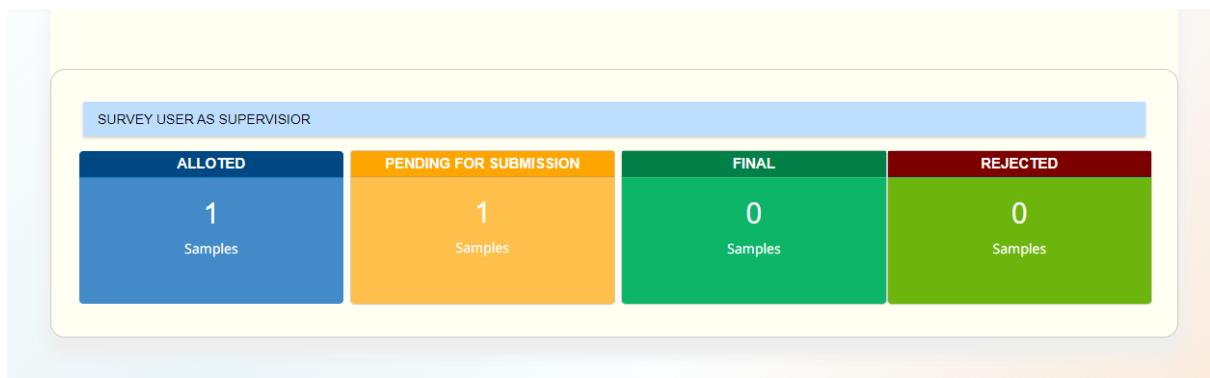 SURVEY USER AS SUPERVISIOR
ALLOTED
PENDING FOR SUBMISSION
FINAL
REJECTED
1
1
0
0
Samples
Samples
Samples
Samples